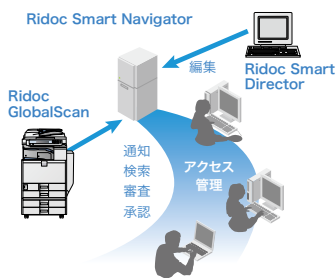 Ridoc Smart Navigator
編集
Ridoc Smart
Director
Ridoc
GlobalScan
通知
検索
審査
承認
アクセス
管理